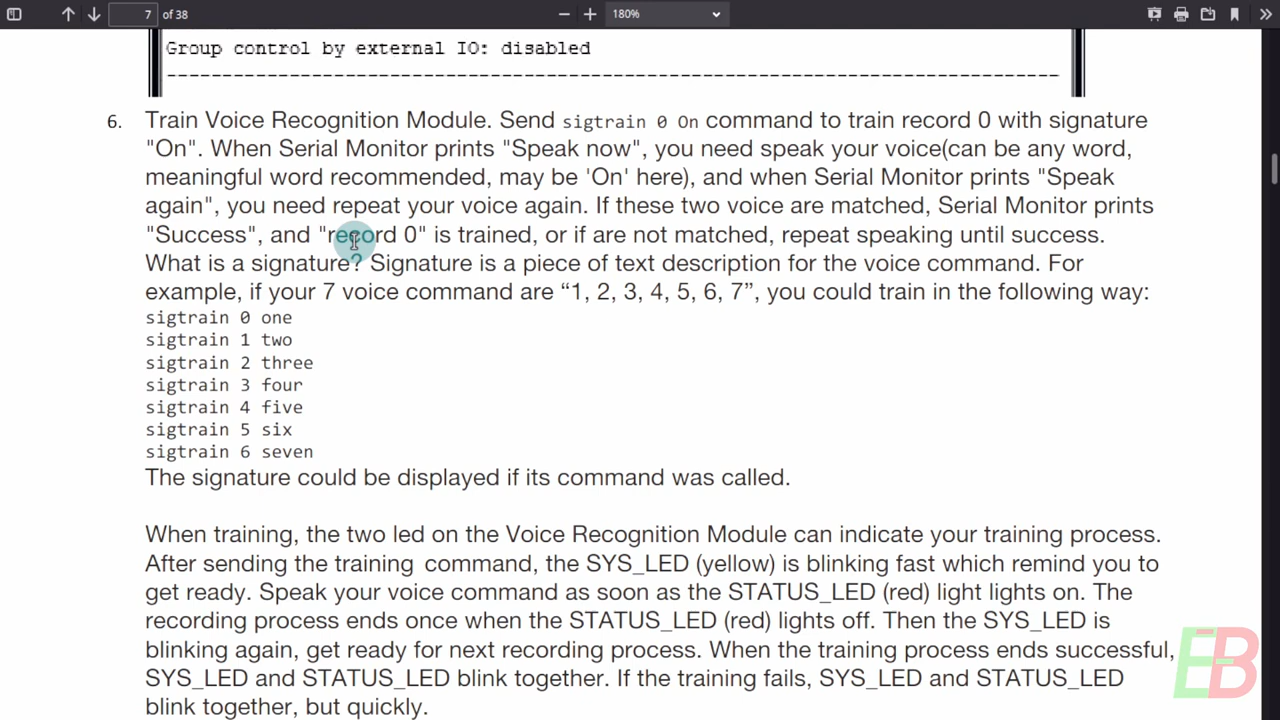 7 of 38 180%
Group control by external IO: disabled
--------------------------------------------------------------------------------
6. Train Voice Recognition Module. Send sigtrain 0 On command to train record 0 with signature
"On". When Serial Monitor prints "Speak now", you need speak your voice(can be any word,
meaningful word recommended, may be 'On' here), and when Serial Monitor prints "Speak
again", you need repeat your voice again. If these two voice are matched, Serial Monitor prints
"Success", and "record 0" is trained, or if are not matched, repeat speaking until success.
What is a signature? Signature is a piece of text description for the voice command. For
example, if your 7 voice command are “1, 2, 3, 4, 5, 6, 7”, you could train in the following way:
sigtrain 0 one
sigtrain 1 two
sigtrain 2 three
sigtrain 3 four
sigtrain 4 five
sigtrain 5 six
sigtrain 6 seven
The signature could be displayed if its command was called.
When training, the two led on the Voice Recognition Module can indicate your training process.
After sending the training command, the SYS_LED (yellow) is blinking fast which remind you to
get ready. Speak your voice command as soon as the STATUS_LED (red) light lights on. The
recording process ends once when the STATUS_LED (red) lights off. Then the SYS_LED is
blinking again, get ready for next recording process. When the training process ends successful,
SYS_LED and STATUS_LED blink together. If the training fails, SYS_LED and STATUS_LED
blink together, but quickly.
EB